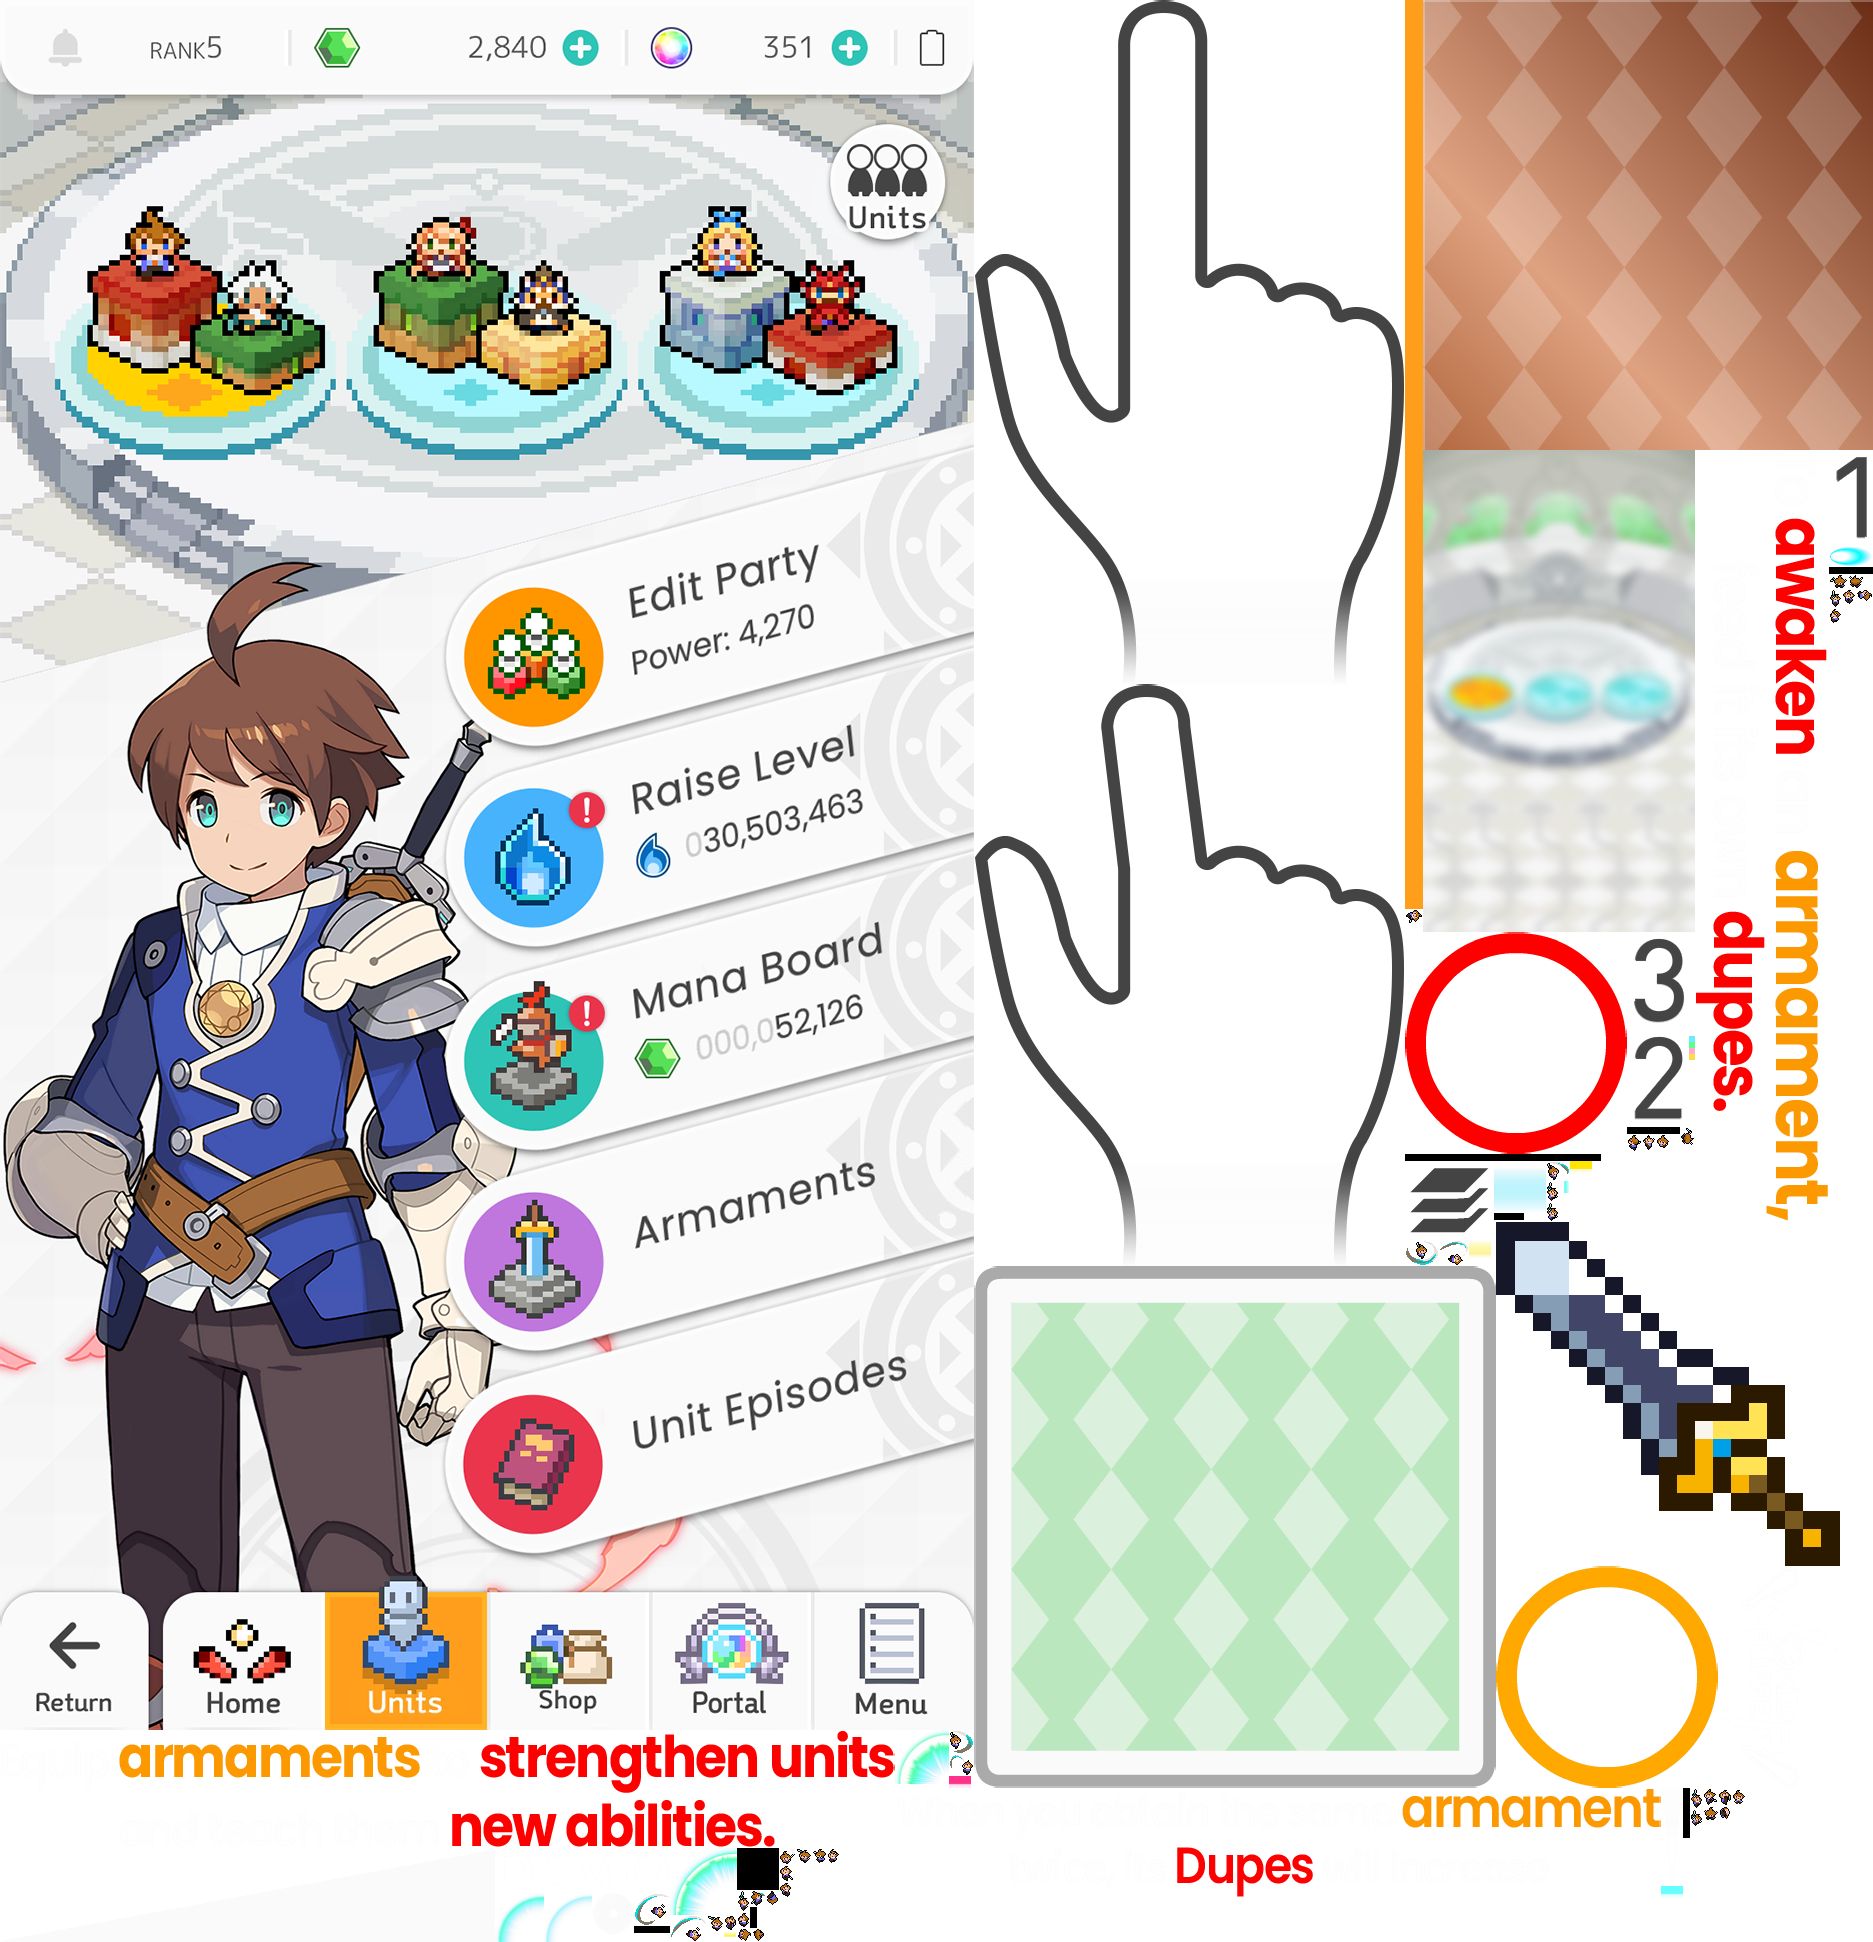 RANK5
2,840
351
Units
Edit Party
Power: 4,270
Raise Level
030,503,463
Mana Board
000,052,126
Armaments
Unit Episodes
Return
Home
Units
Shop
Portal
Menu
armaments
strengthen units
new abilities.
1
awaken
armament,
dupes.
3
2
armament
Dupes